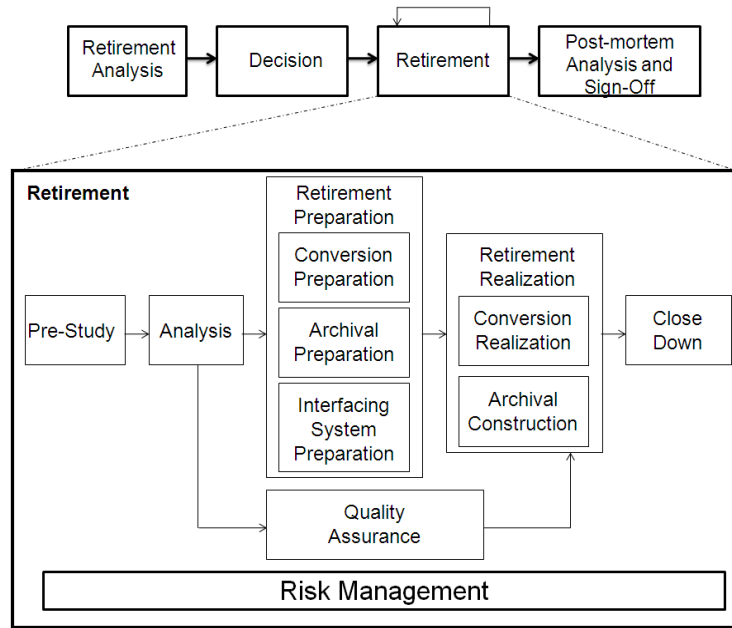 Retirement
Analysis
Decision
Retirement
Post-mortem
Analysis and
Sign-Off
Retirement
Pre-Study
Analysis
Retirement
Preparation
Conversion
Preparation
Archival
Preparation
Interfacing
System
Preparation
Retirement
Realization
Conversion
Realization
Archival
Construction
Close
Down
Quality
Assurance
Risk Management